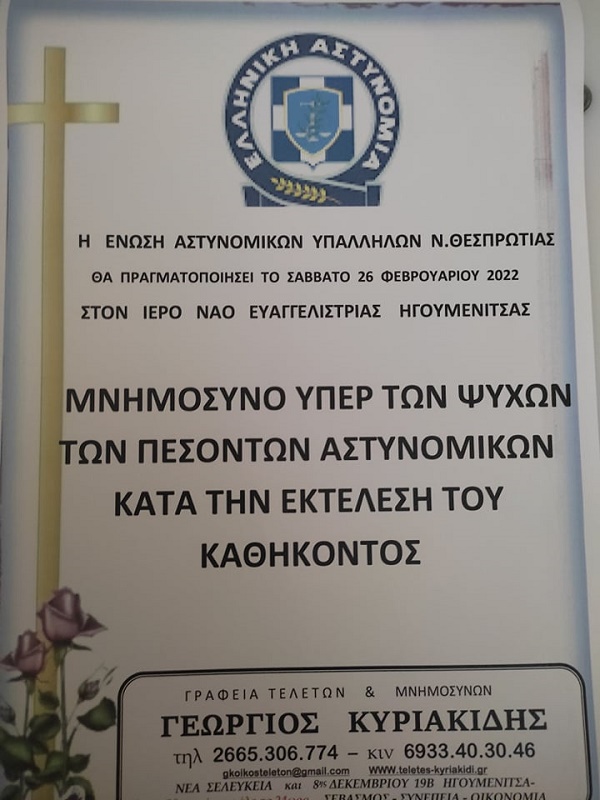 ΕΛΛΗΝΙΚΗ ΑΣΤΥΝΟΜΙΑ
Η ΕΝΩΣΗ ΑΣΤΥΝΟΜΙΚΩΝ ΥΠΑΛΛΗΛΩΝ Ν.ΘΕΣΠΡΩΤΙΑΣ
ΘΑ ΠΡΑΓΜΑΤΟΠΟΙΗΣΕΙ ΤΟ ΣΑΒΒΑΤΟ 26 ΦΕΒΡΟΥΑΡΙΟΥ 2022
ΣΤΟΝ ΙΕΡΟ ΝΑΟ ΕΥΑΓΓΕΛΙΣΤΡΙΑΣ ΗΓΟΥΜΕΝΙΤΣΑΣ
ΜΝΗΜΟΣΥΝΟ ΥΠΕΡ ΤΩΝ ΨΥΧΩΝ
ΤΩΝ ΠΕΣΟΝΤΩΝ ΑΣΤΥΝΟΜΙΚΩΝ
ΚΑΤΑ ΤΗΝ ΕΚΤΕΛΕΣΗ ΤΟΥ
ΚΑΘΗΚΟΝΤΟΣ
ΓΡΑΦΕΙΑ ΤΕΛΕΤΩΝ & ΜΝΗΜΟΣΥΝΩΝ
ΓΕΩΡΓΙΟΣ ΚΥΡΙΑΚΙΔΗΣ
τηλ 2665.306.774 – κιν 6933.40.30.46
gkoikosteleton@gmail.com WWW.teletes-kyriakidi.gr
ΝΕΑ ΣΕΛΕΥΚΕΙΑ και 8ης ΔΕΚΕΜΒΡΙΟΥ 19Β ΗΓΟΥΜΕΝΙΤΣΑ-
ΣΕΒΑΣΜΟΣ - ΣΥΝΕΠΕΙΑ - ΟΙΚΟΝΟΜΙΑ